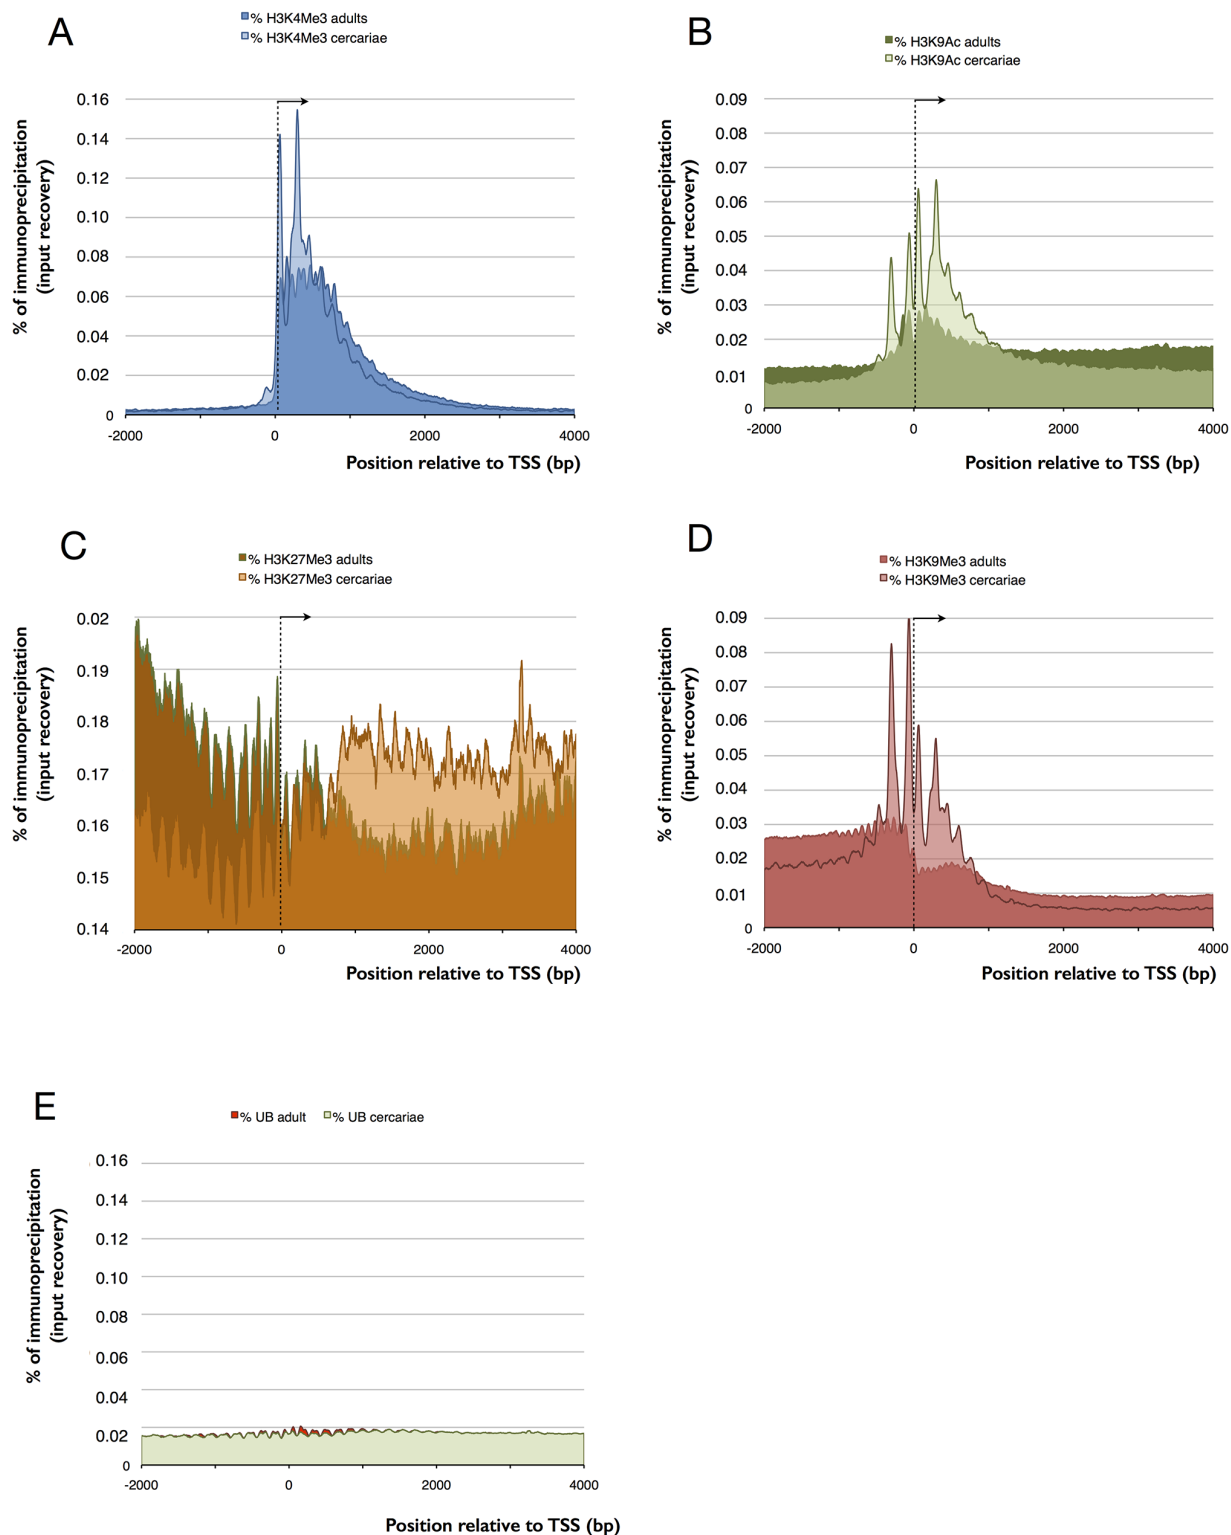 A
% H3K4Me3 adults
% H3K4Me3 cercariae
% of immunoprecipitation
(input recovery)
0.16
0.14
0.12
0.10
0.08
0.06
0.04
0.02
0
-2000
0
2000
4000
Position relative to TSS (bp)
B
% H3K9Ac adults
% H3K9Ac cercariae
% of immunoprecipitation
(input recovery)
0.09
0.08
0.07
0.06
0.05
0.04
0.03
0.02
0.01
0
-2000
0
2000
4000
Position relative to TSS (bp)
C
% H3K27Me3 adults
% H3K27Me3 cercariae
% of immunoprecipitation
(input recovery)
0.02
0.19
0.18
0.17
0.16
0.15
0.14
-2000
0
2000
4000
Position relative to TSS (bp)
D
% H3K9Me3 adults
% H3K9Me3 cercariae
% of immunoprecipitation
(input recovery)
0.09
0.08
0.07
0.06
0.05
0.04
0.03
0.02
0.01
0
-2000
0
2000
4000
Position relative to TSS (bp)
E
% UB adult
% UB cercariae
% of immunoprecipitation
(input recovery)
0.16
0.14
0.12
0.10
0.08
0.06
0.04
0.02
0
-2000
0
2000
4000
Position relative to TSS (bp)